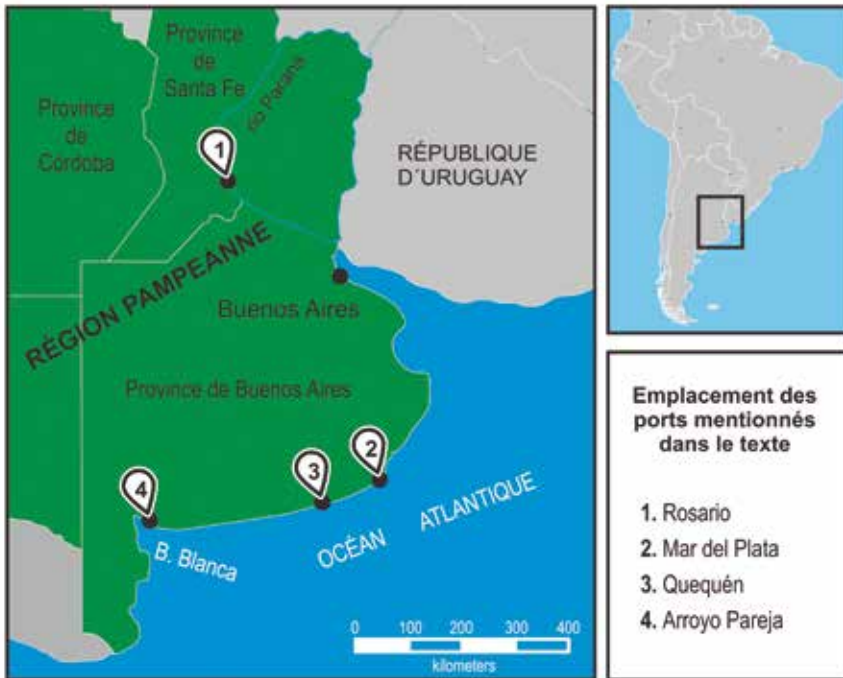 Province
de
Santa Fe
rio Paraná
Province
de
Córdoba
1
RÉPUBLIQUE
D´URUGUAY
RÉGION PAMPEANNE
Buenos Aires
Province de Buenos Aires
2
3
4
B. Blanca
OCÉAN ATLANTIQUE
0 100 200 300 400
kilometers
Emplacement des
ports mentionnés
dans le texte
1. Rosario
2. Mar del Plata
3. Quequén
4. Arroyo Pareja